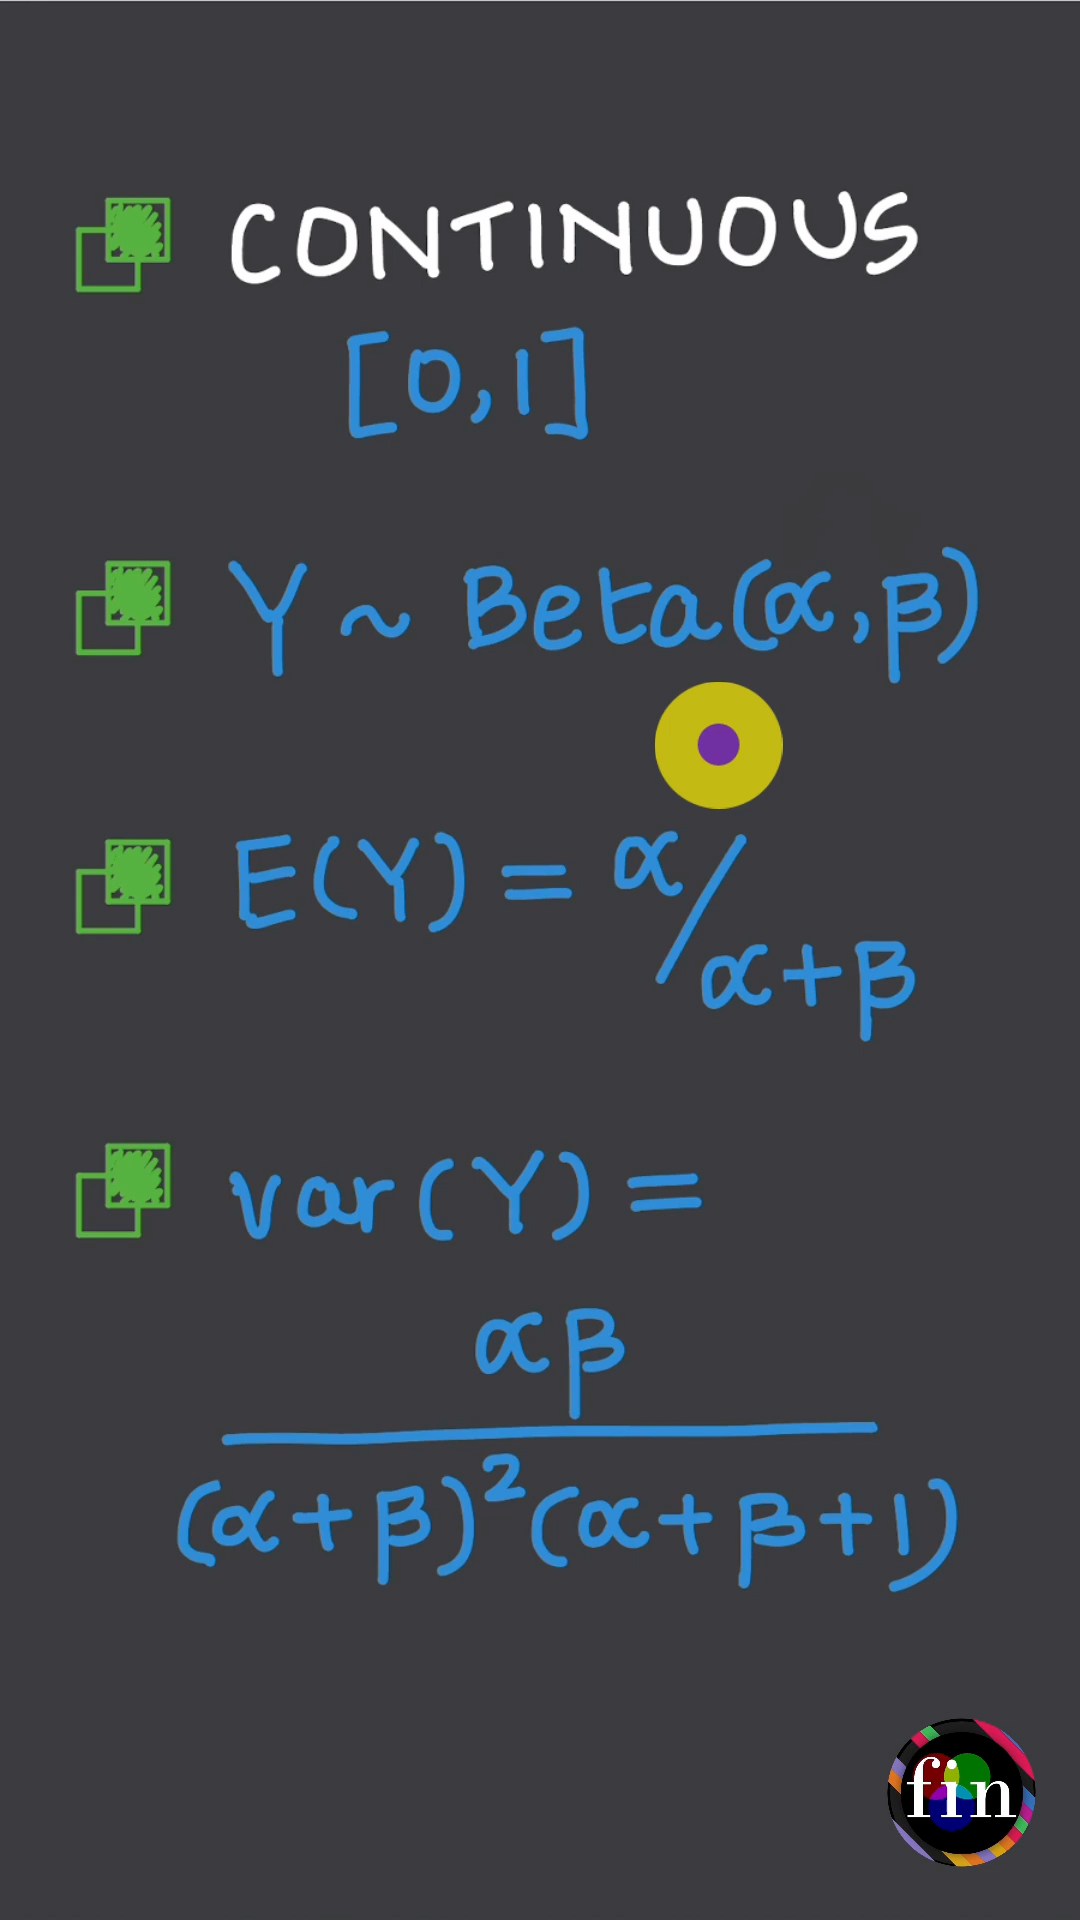 CONTINUOUS
[0,1]
Y ~ Beta(α,β)
E(Y) = α/α+β
var(Y) =
αβ
(α+β)²(α+β+1)
fin